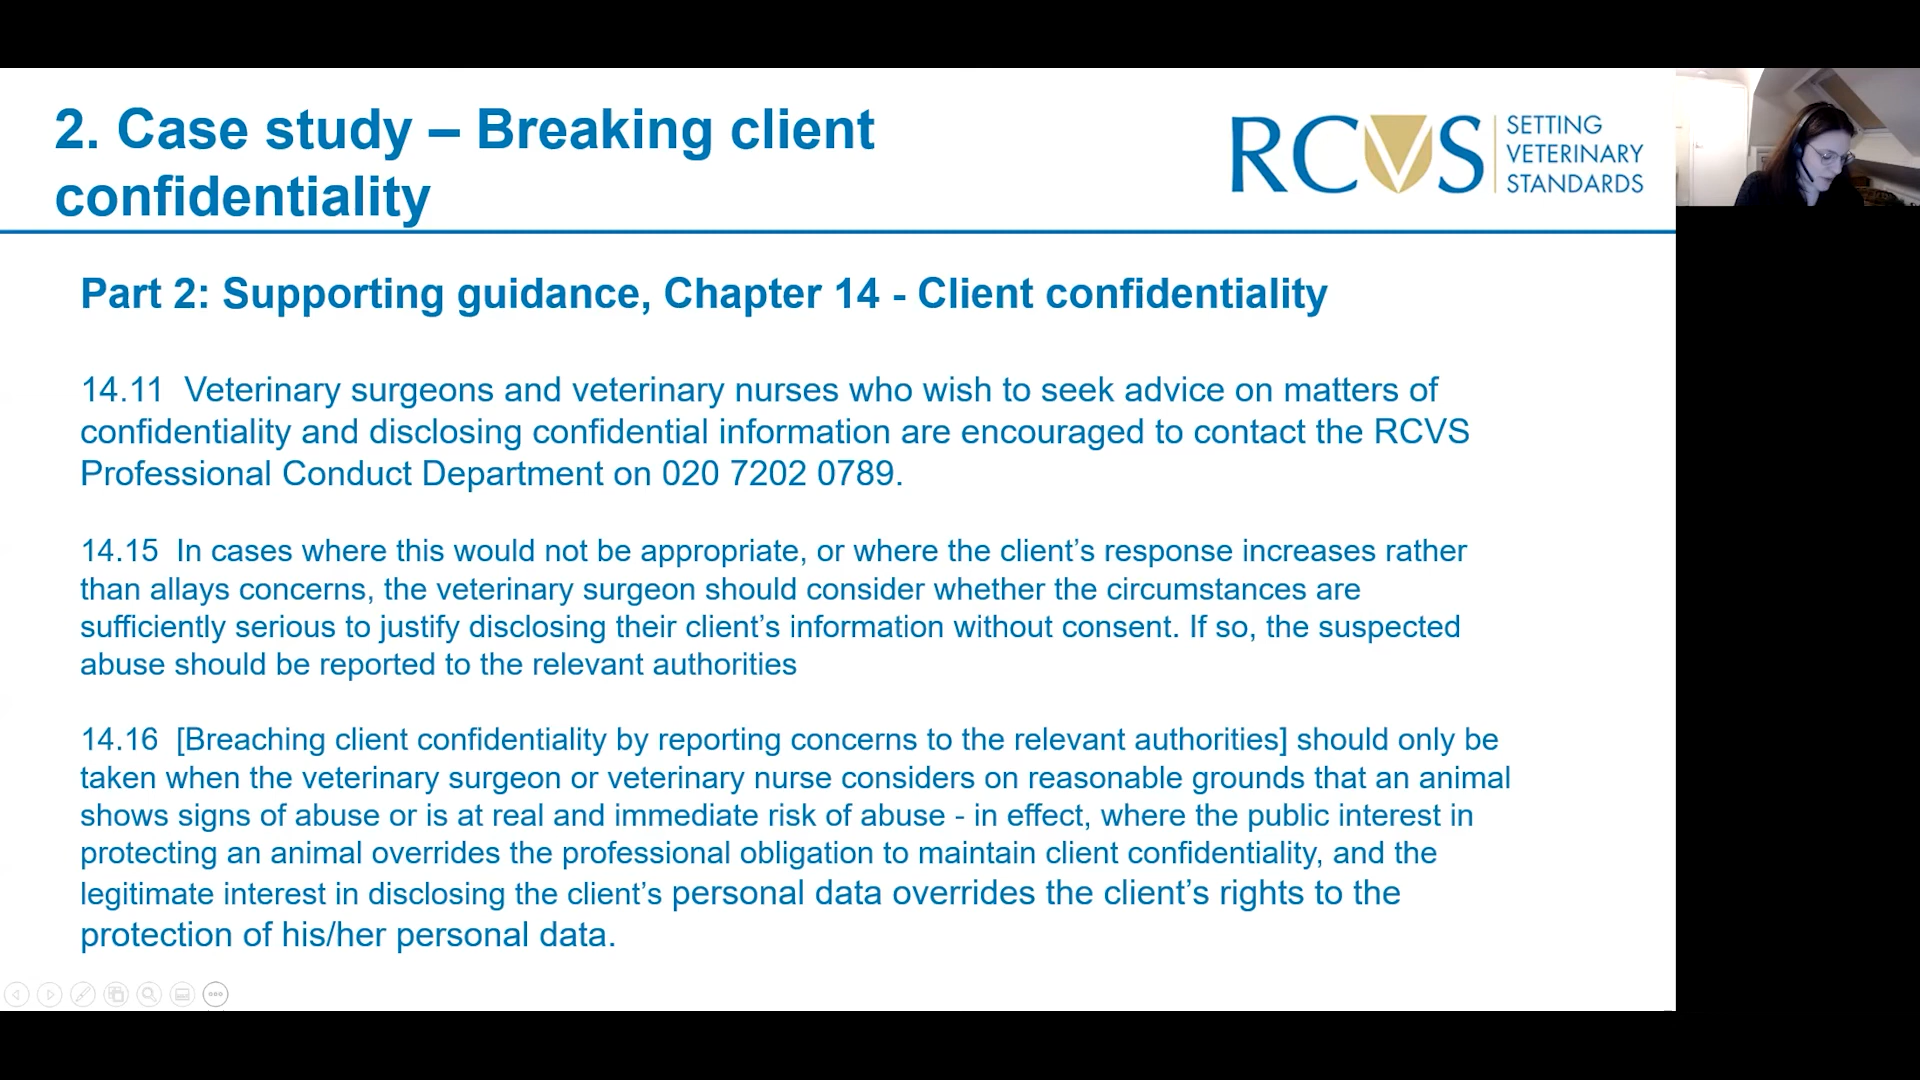 2. Case study – Breaking client
confidentiality
RCVS
SETTING
VETERINARY
STANDARDS
Part 2: Supporting guidance, Chapter 14 - Client confidentiality
14.11  Veterinary surgeons and veterinary nurses who wish to seek advice on matters of
confidentiality and disclosing confidential information are encouraged to contact the RCVS
Professional Conduct Department on 020 7202 0789.
14.15  In cases where this would not be appropriate, or where the client’s response increases rather
than allays concerns, the veterinary surgeon should consider whether the circumstances are
sufficiently serious to justify disclosing their client’s information without consent. If so, the suspected
abuse should be reported to the relevant authorities
14.16  [Breaching client confidentiality by reporting concerns to the relevant authorities] should only be
taken when the veterinary surgeon or veterinary nurse considers on reasonable grounds that an animal
shows signs of abuse or is at real and immediate risk of abuse - in effect, where the public interest in
protecting an animal overrides the professional obligation to maintain client confidentiality, and the
legitimate interest in disclosing the client’s personal data overrides the client’s rights to the
protection of his/her personal data.